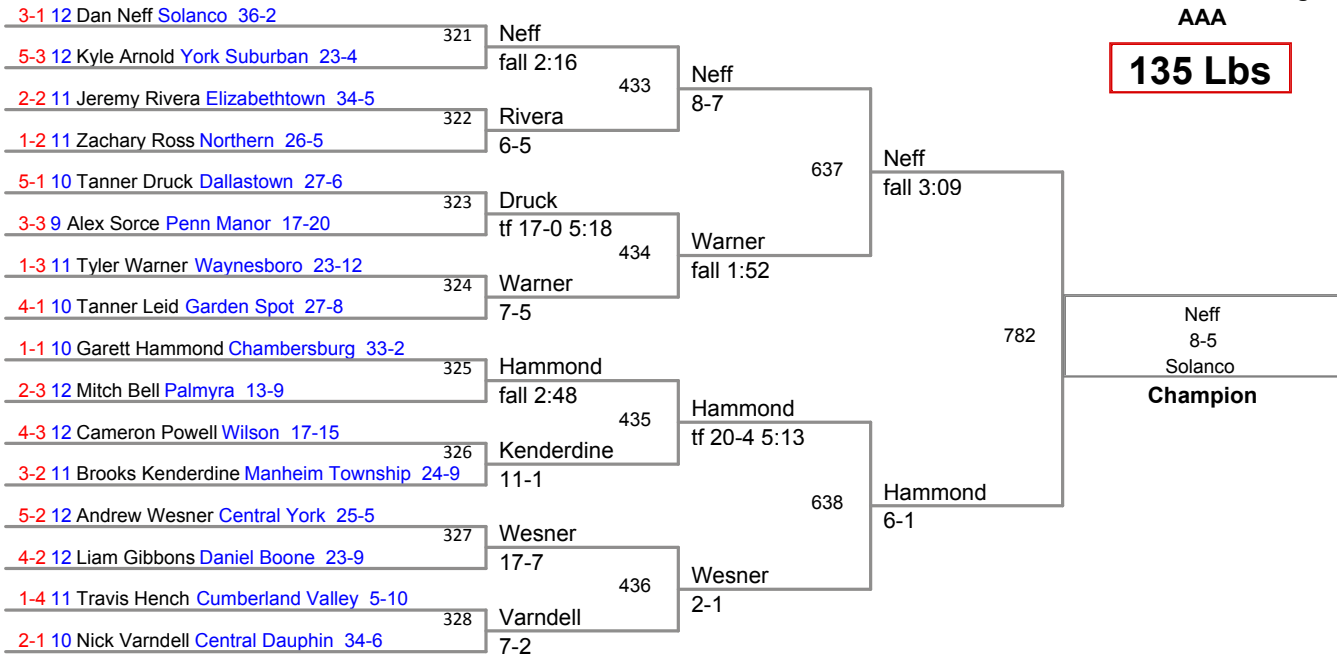 AAA
135 Lbs
3-1 12 Dan Neff Solanco 36-2
5-3 12 Kyle Arnold York Suburban 23-4
2-2 11 Jeremy Rivera Elizabethtown 34-5
1-2 11 Zachary Ross Northern 26-5
5-1 10 Tanner Druck Dallastown 27-6
3-3 9 Alex Sorce Penn Manor 17-20
1-3 11 Tyler Warner Waynesboro 23-12
4-1 10 Tanner Leid Garden Spot 27-8
1-1 10 Garett Hammond Chambersburg 33-2
2-3 12 Mitch Bell Palmyra 13-9
4-3 12 Cameron Powell Wilson 17-15
3-2 11 Brooks Kenderdine Manheim Township 24-9
5-2 12 Andrew Wesner Central York 25-5
4-2 12 Liam Gibbons Daniel Boone 23-9
1-4 11 Travis Hench Cumberland Valley 5-10
2-1 10 Nick Varndell Central Dauphin 34-6
321
Neff
fall 2:16
322
Rivera
6-5
323
Druck
tf 17-0 5:18
324
Warner
7-5
325
Hammond
fall 2:48
326
Kenderdine
11-1
327
Wesner
17-7
328
Varndell
7-2
433
Neff
8-7
434
Warner
fall 1:52
435
Hammond
tf 20-4 5:13
436
Wesner
2-1
637
Neff
fall 3:09
638
Hammond
6-1
782
Neff
8-5
Solanco
Champion